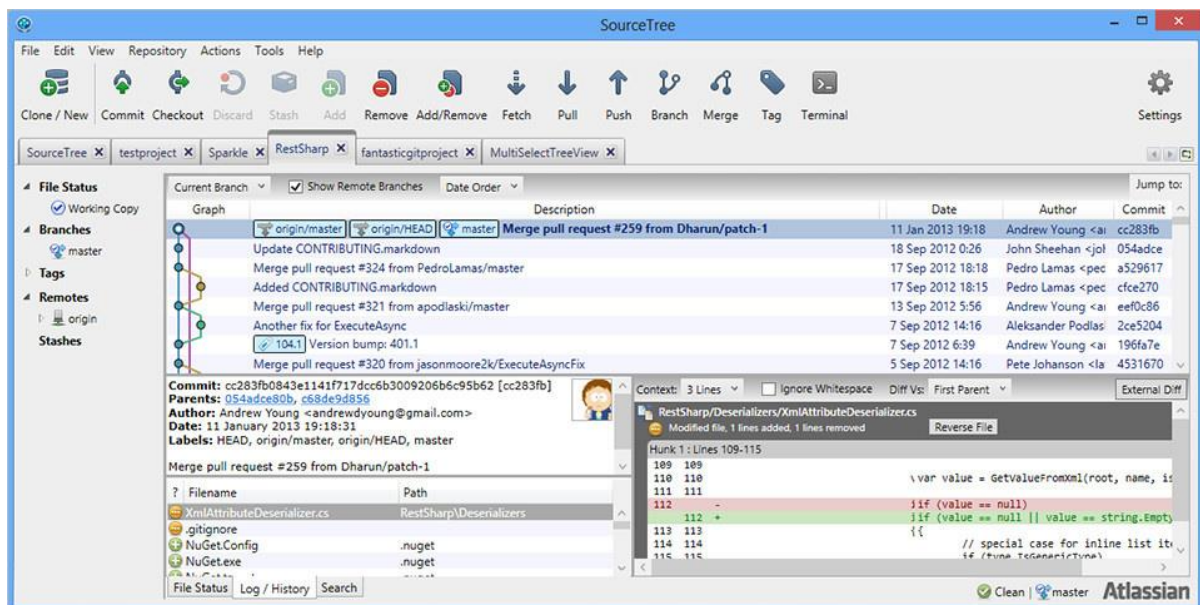 SourceTree
File Edit View Repository Actions Tools Help
Clone / New Commit Checkout Discard Stash Add Remove Add/Remove Fetch Pull Push Branch Merge Tag Terminal Settings
SourceTree testproject Sparkle RestSharp fantasticgitproject MultiSelectTreeView
File Status
Working Copy
Branches
master
Tags
Remotes
origin
Stashes
Current Branch Show Remote Branches Date Order Jump to:
Graph Description Date Author Commit
origin/master origin/HEAD master Merge pull request #259 from Dharun/patch-1 11 Jan 2013 19:18 Andrew Young <a cc283fb
Update CONTRIBUTING.markdown 18 Sep 2012 0:26 John Sheehan <jol 054adce
Merge pull request #324 from PedroLamas/master 17 Sep 2012 18:18 Pedro Lamas <ped a529617
Added CONTRIBUTING.markdown 17 Sep 2012 18:15 Pedro Lamas <ped cfce270
Merge pull request #321 from apodlaski/master 13 Sep 2012 5:56 Andrew Young <a eef0c86
Another fix for ExecuteAsync 7 Sep 2012 14:16 Aleksander Podlas 2ce5204
104.1 Version bump: 401.1 7 Sep 2012 6:39 Andrew Young <a 196fa7e
Merge pull request #320 from jasonmoore2k/ExecuteAsyncFix 5 Sep 2012 14:16 Pete Johanson <la 4531670
Commit: cc283fb0843e1141f717dcc6b3009206b6c95b62 [cc283fb]
Parents: 054adce80b, c68de9d856
Author: Andrew Young <andrewdyoung@gmail.com>
Date: 11 January 2013 19:18:31
Labels: HEAD, origin/master, origin/HEAD, master
Merge pull request #259 from Dharun/patch-1
? Filename Path
XmlAttributeDeserializer.cs RestSharp\Deserializers
.gitignore
NuGet.Config .nuget
NuGet.exe .nuget
File Status Log / History Search
Context: 3 Lines Ignore Whitespace Diff Vs: First Parent External Diff
RestSharp/Deserializers/XmlAttributeDeserializer.cs
Modified file, 1 lines added, 1 lines removed Reverse File
Hunk 1 : Lines 109-115
109 109
110 110 \var value = GetValueFromXml(root, name, is
111 111
112 - if (value == null)
112 + if (value == null || value == string.Empty
113 113 {
114 114 // special case for inline list it
115 115 if (type.IsGenericType)
Clean | master Atlassian